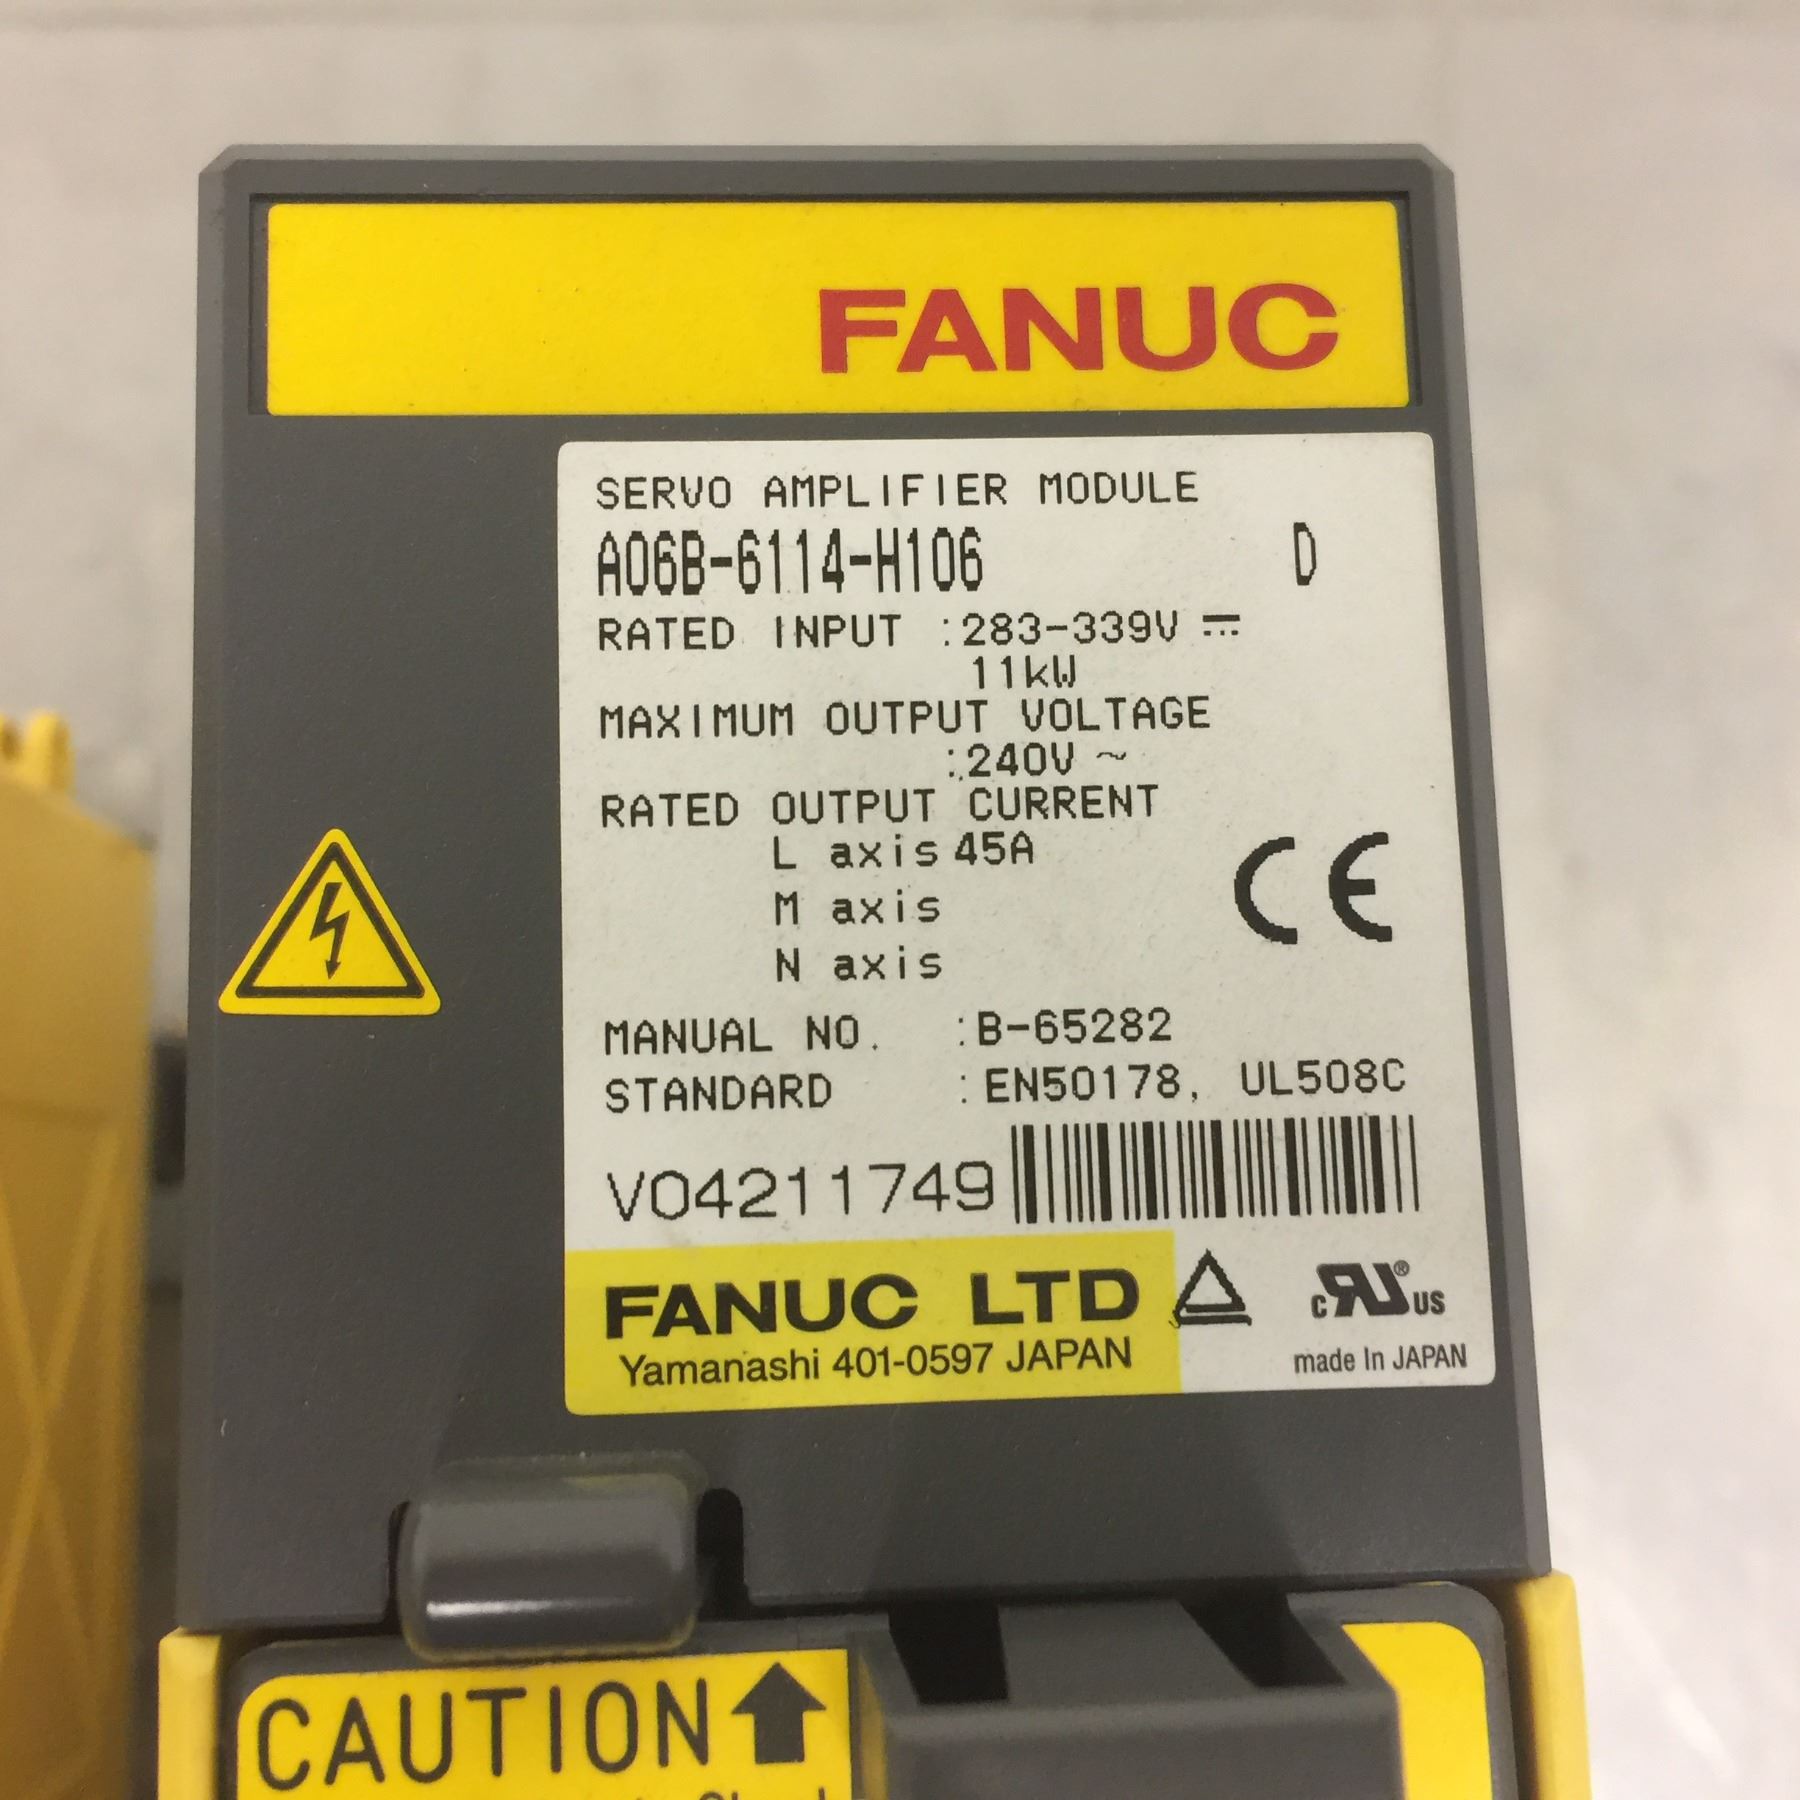 FANUC
SERVO AMPLIFIER MODULE
A06B-6114-H106 D
RATED INPUT :283-339V ⎓
11kW
MAXIMUM OUTPUT VOLTAGE
:240V ~
RATED OUTPUT CURRENT
L axis 45A
M axis
N axis
CE
MANUAL NO. :B-65282
STANDARD :EN50178, UL508C
V04211749
FANUC LTD
Yamanashi 401-0597 JAPAN
c RU ® US
made In JAPAN
CAUTION